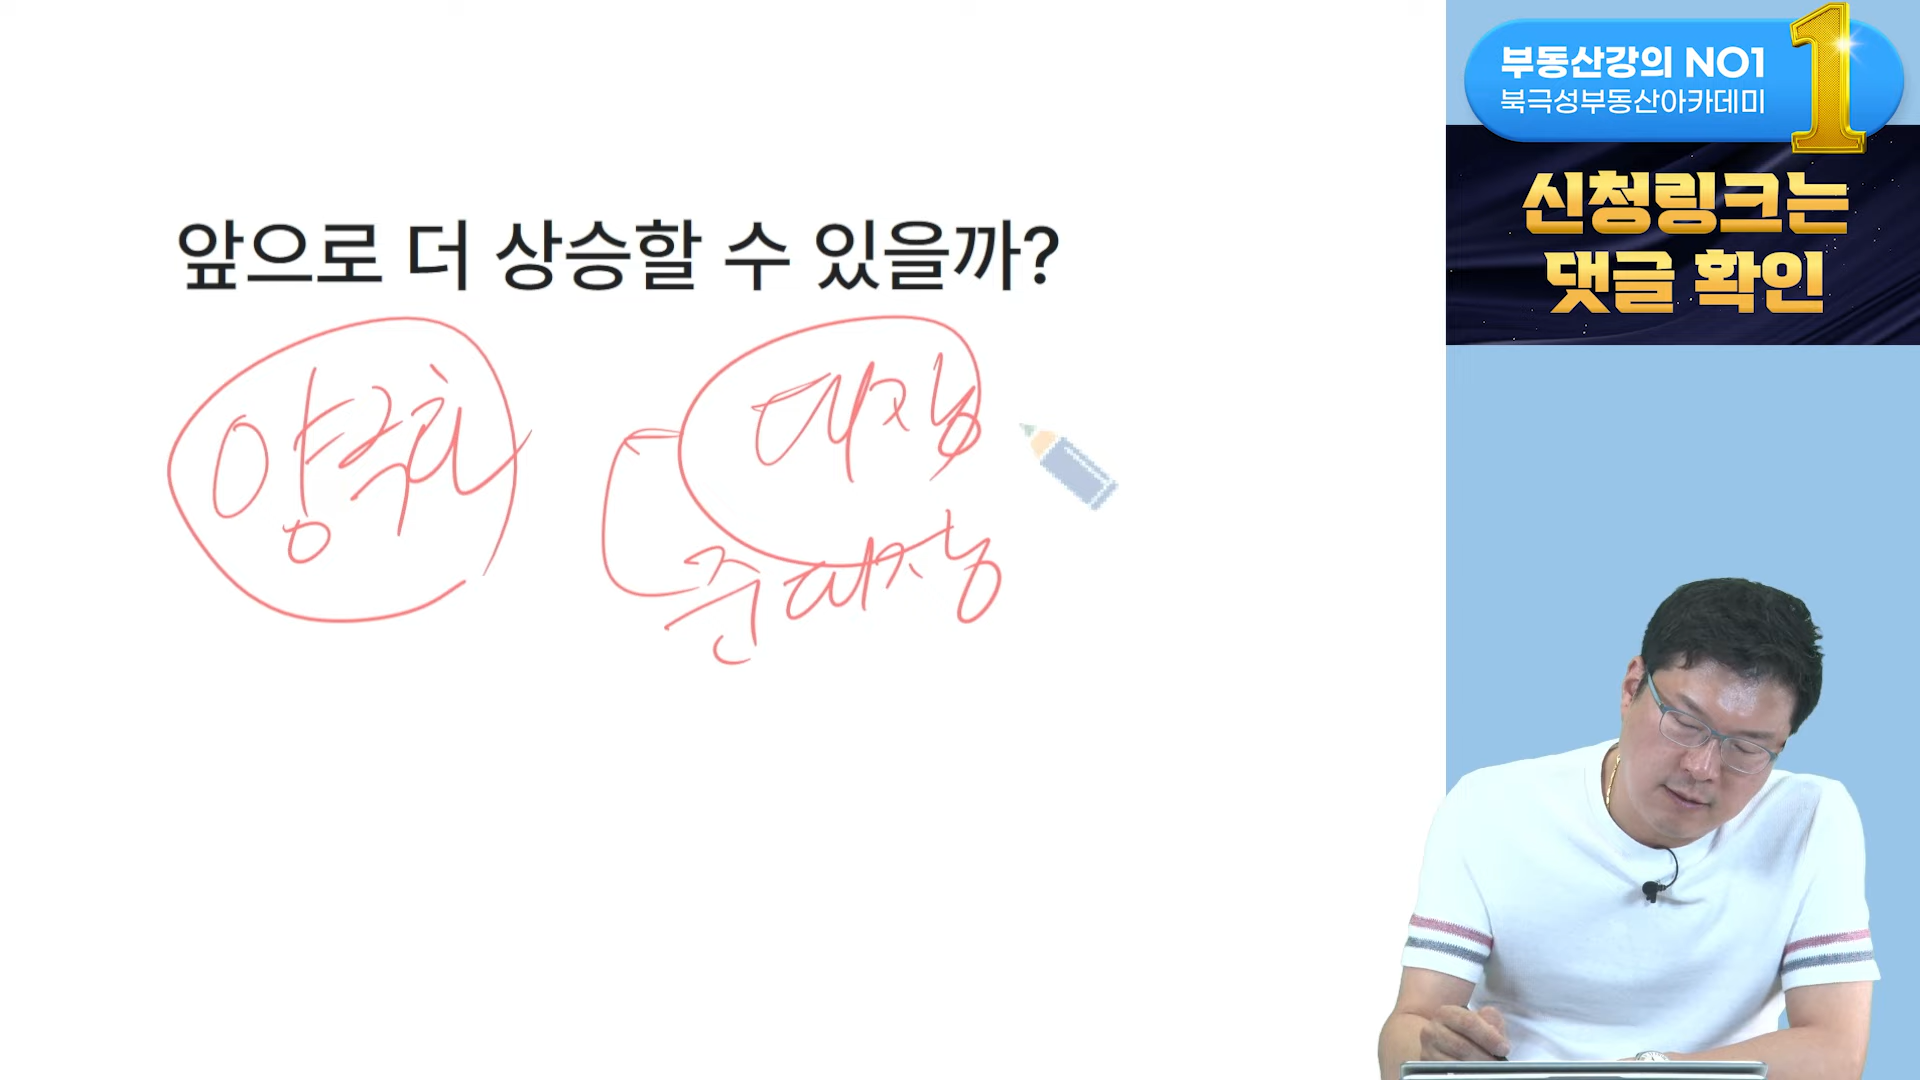 부동산강의 NO1
북극성부동산아카데미
1
신청링크는
댓글 확인
앞으로 더 상승할 수 있을까?
양극화
대장
준대장